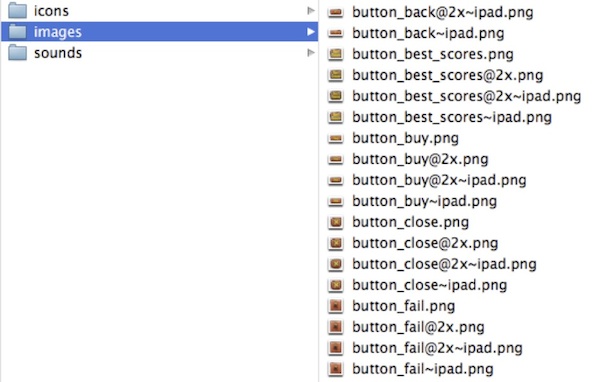 icons
images
sounds
button_back@2x~ipad.png
button_back~ipad.png
button_best_scores.png
button_best_scores@2x.png
button_best_scores@2x~ipad.png
button_best_scores~ipad.png
button_buy.png
button_buy@2x.png
button_buy@2x~ipad.png
button_buy~ipad.png
button_close.png
button_close@2x.png
button_close@2x~ipad.png
button_close~ipad.png
button_fail.png
button_fail@2x.png
button_fail@2x~ipad.png
button_fail~ipad.png